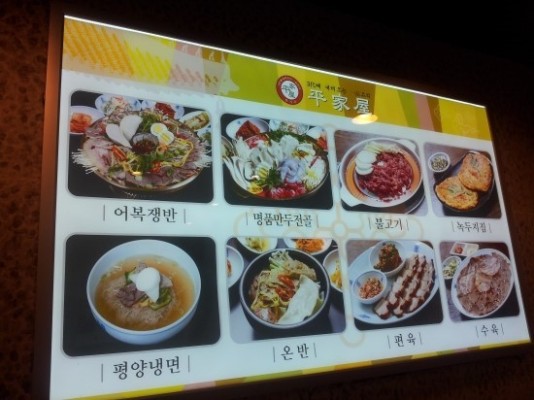 平家屋
어복쟁반
명품만두전골
불고기
녹두지짐
평양냉면
온반
편육
수육